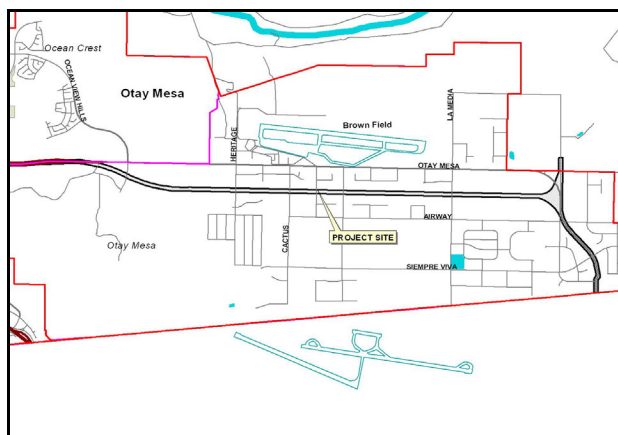 Ocean Crest
OCEAN VIEW HILLS
Otay Mesa
HERITAGE
Brown Field
LA MEDIA
OTAY MESA
AIRWAY
PROJECT SITE
CACTUS
Otay Mesa
SIEMPRE VIVA